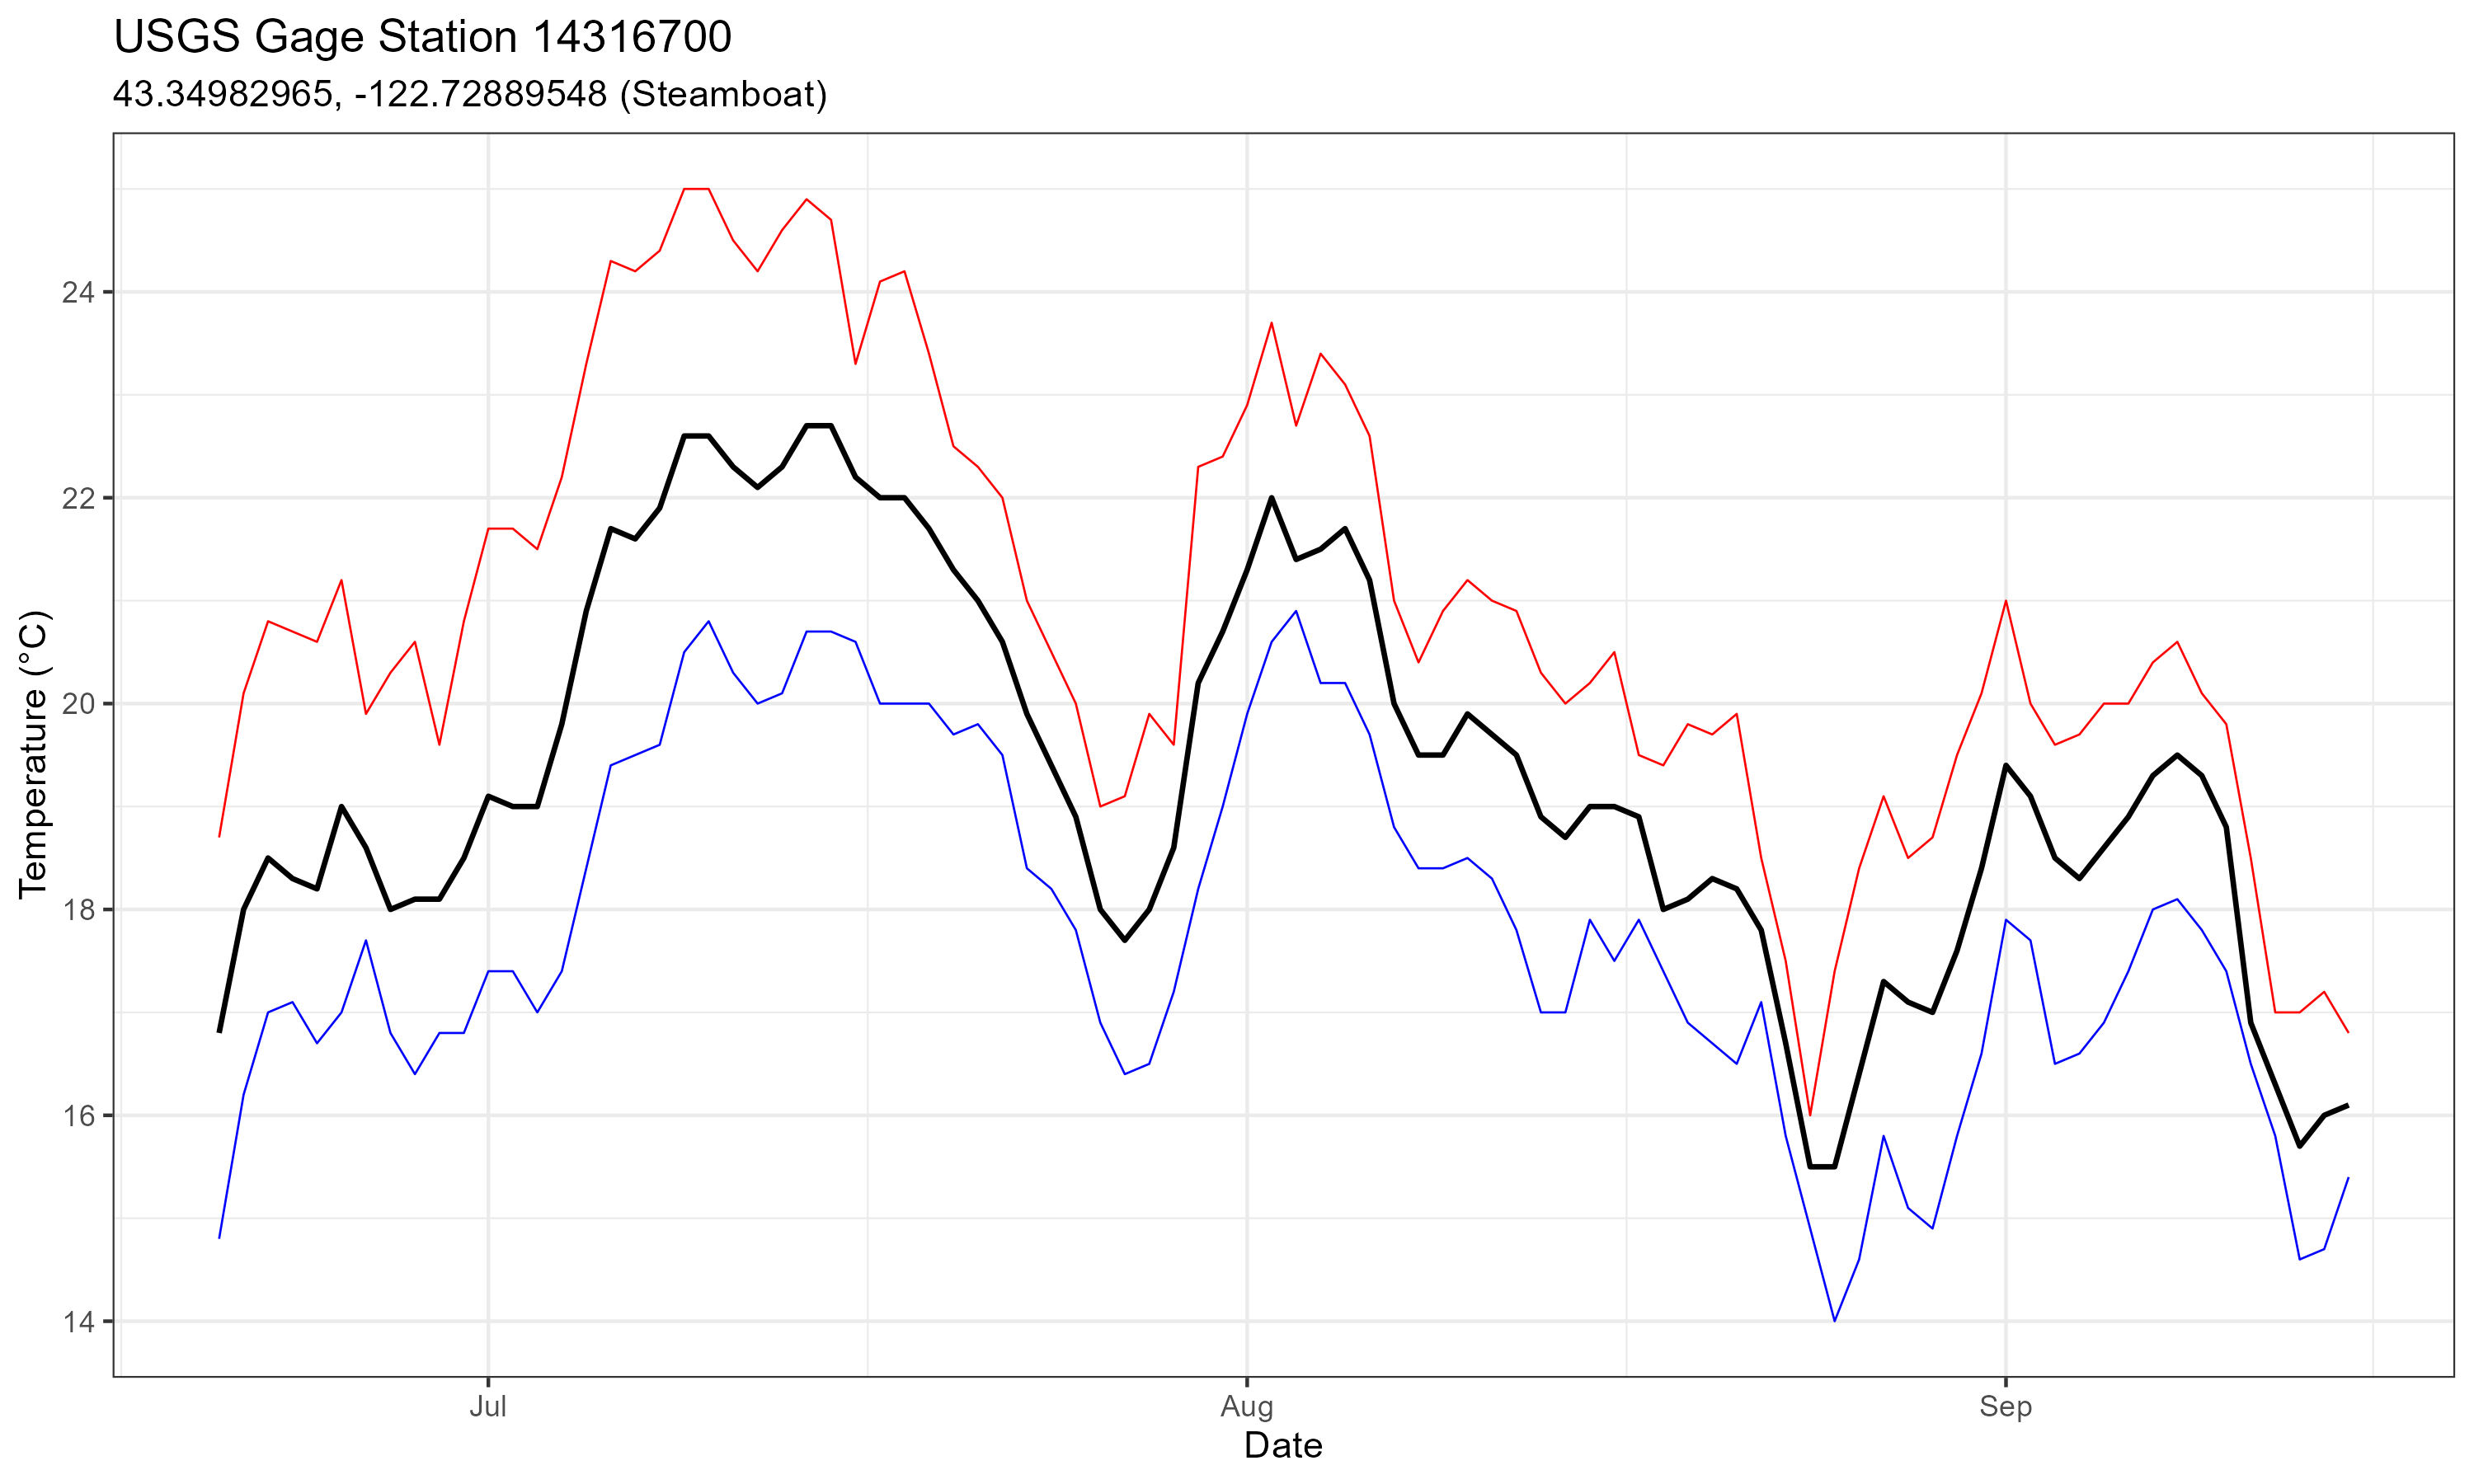 USGS Gage Station 14316700
43.34982965, -122.72889548 (Steamboat)
Temperature (°C)
24
22
20
18
16
14
Jul
Aug
Sep
Date